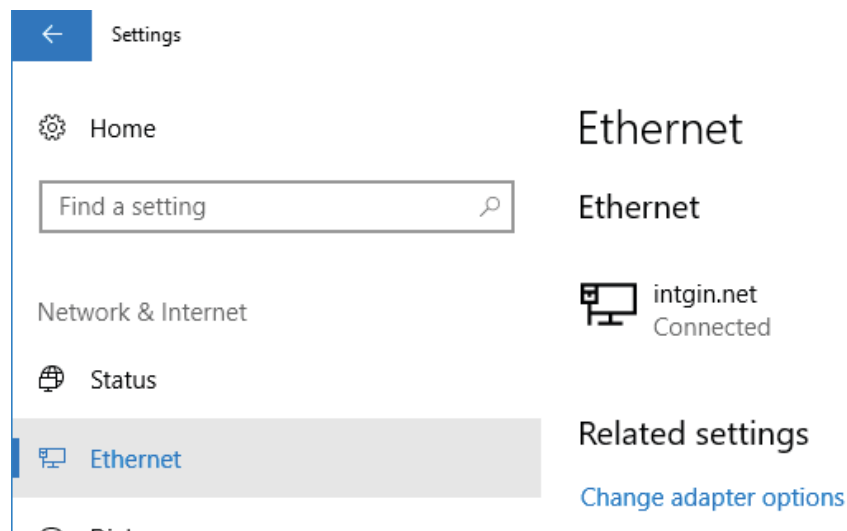 Settings
Home
Find a setting
Network & Internet
Status
Ethernet
Ethernet
Ethernet
intgin.net
Connected
Related settings
Change adapter options